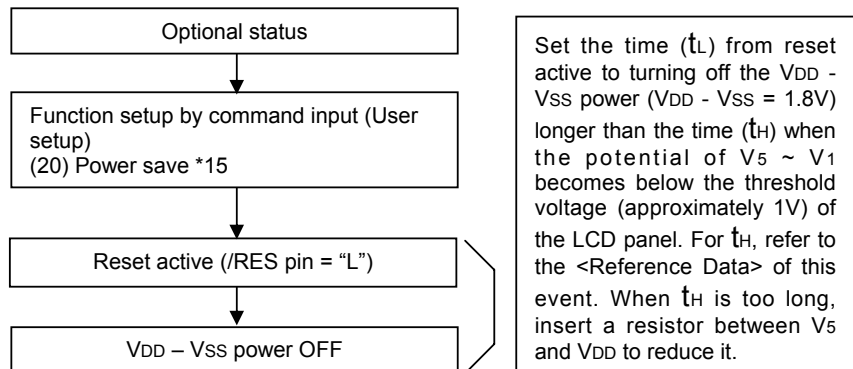 Optional status
Function setup by command input (User
setup)
(20) Power save *15
Reset active (/RES pin = “L”)
VDD – VSS power OFF
Set the time (tL) from reset
active to turning off the VDD -
VSS power (VDD - VSS = 1.8V)
longer than the time (tH) when
the potential of V5 ~ V1
becomes below the threshold
voltage (approximately 1V) of
the LCD panel. For tH, refer to
the <Reference Data> of this
event. When tH is too long,
insert a resistor between V5
and VDD to reduce it.